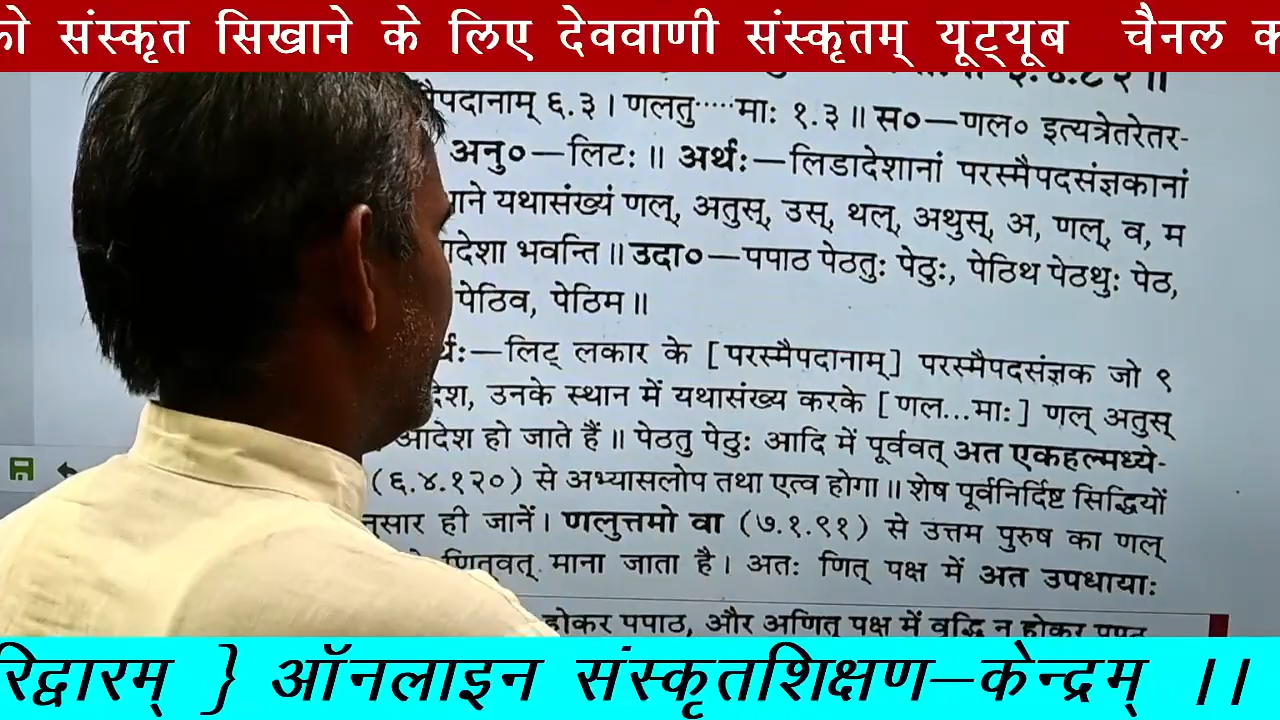 को संस्कृत सिखाने के लिए देववाणी संस्कृतम् यूट्यूब चैनल क
मैपदानाम् ६.३। णलतु·····माः १.३॥ स०—णल० इत्यत्रेतरेतर-
अनु०—लिटः॥ अर्थः—लिडादेशानां परस्मैपदसंज्ञकानां
ाने यथासंख्यं णल्, अतुस्, उस्, थल्, अथुस्, अ, णल्, व, म
ादेशा भवन्ति॥ उदा०—पपाठ पेठतुः पेठुः, पेठिथ पेठथुः पेठ,
पेठिव, पेठिम॥
र्थः—लिट् लकार के [परस्मैपदानाम्] परस्मैपदसंज्ञक जो ९
देश, उनके स्थान में यथासंख्य करके [णल...माः] णल् अतुस्
आदेश हो जाते हैं॥ पेठतु पेठुः आदि में पूर्ववत् अत एकहल्मध्ये-
(६.४.१२०) से अभ्यासलोप तथा एत्व होगा॥ शेष पूर्वनिर्दिष्ट सिद्धियों
नुसार ही जानें। णलुत्तमो वा (७.१.९१) से उत्तम पुरुष का णल्
णित्वत् माना जाता है। अतः णित् पक्ष में अत उपधायाः
होकर पपाठ, और अणित् पक्ष में वृद्धि न होकर पपठ
रिद्वारम् } ऑनलाइन संस्कृतशिक्षण–केन्द्रम् ।।